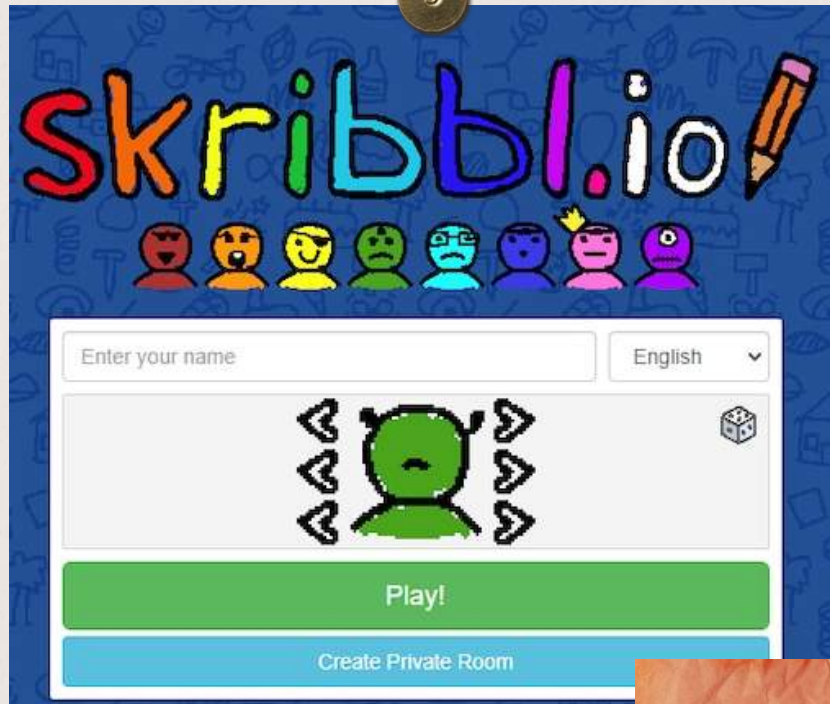 skribbl.io
Enter your name
English
Play!
Create Private Room